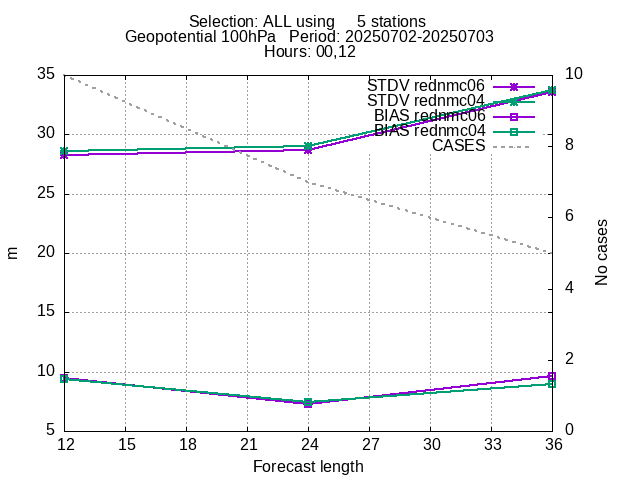 Selection: ALL using     5 stations
Geopotential 100hPa   Period: 20250702-20250703
Hours: 00,12
35
30
25
20
15
10
5
m
STDV rednmc06
STDV rednmc04
BIAS rednmc06
BIAS rednmc04
CASES
10
8
6
4
2
0
No cases
12 15 18 21 24 27 30 33 36
Forecast length